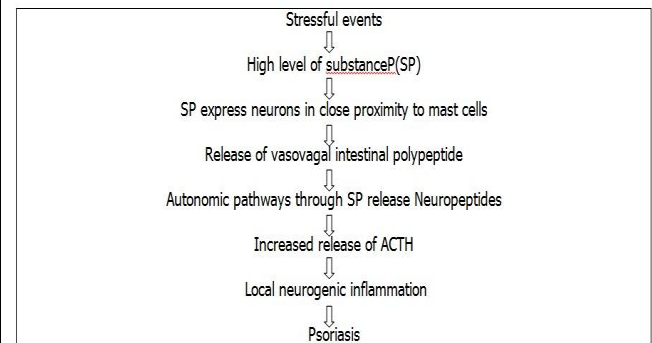 Stressful events
High level of substanceP(SP)
SP express neurons in close proximity to mast cells
Release of vasovagal intestinal polypeptide
Autonomic pathways through SP release Neuropeptides
Increased release of ACTH
Local neurogenic inflammation
Psoriasis